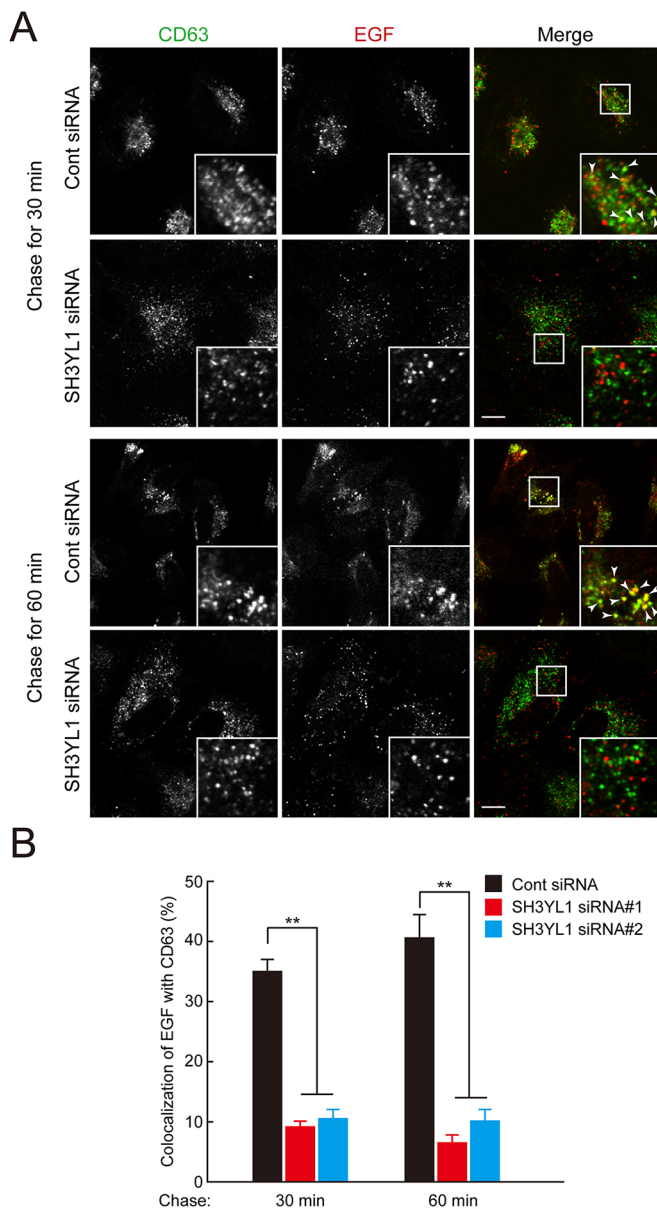 A
CD63
EGF
Merge
Chase for 30 min
Cont siRNA
SH3YL1 siRNA
Chase for 60 min
Cont siRNA
SH3YL1 siRNA
B
Colocalization of EGF with CD63 (%)
50
40
30
20
10
0
**
**
Cont siRNA
SH3YL1 siRNA#1
SH3YL1 siRNA#2
Chase: 30 min 60 min